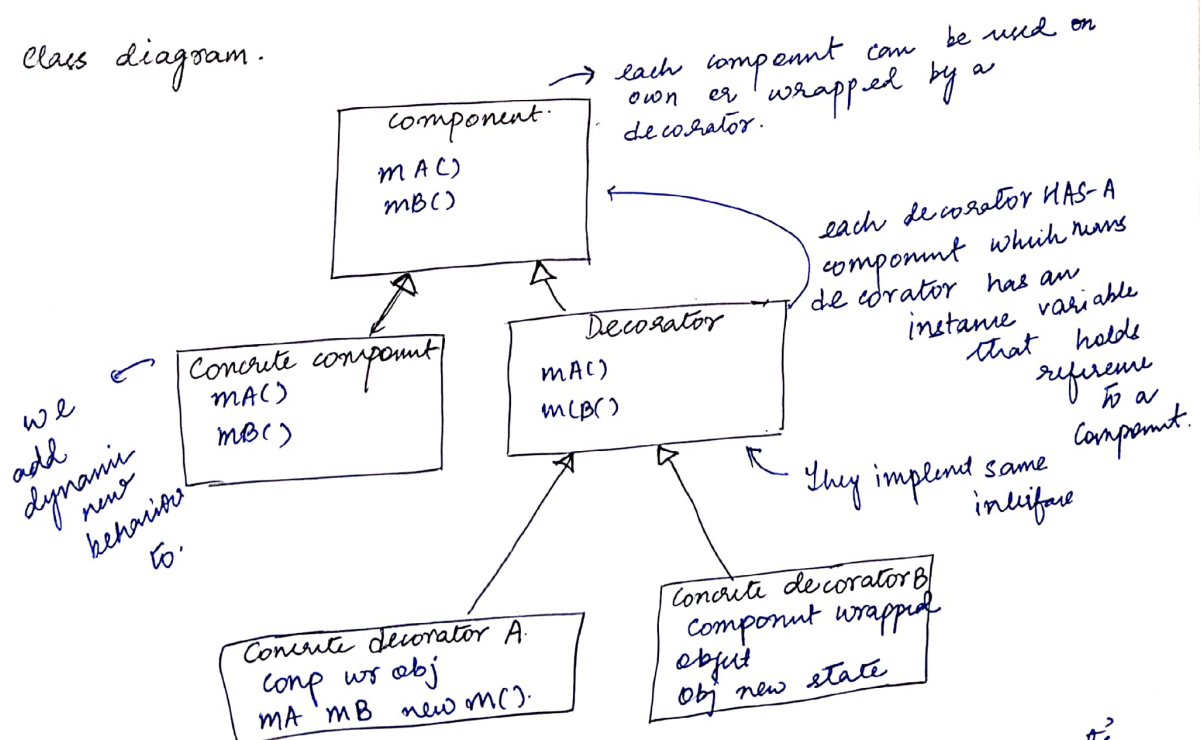 Class diagram.
→ each component can be used on
own or wrapped by a
decorator.
component.
mA()
mB()
each decorator HAS-A
component which means
decorator has an
instance variable
that holds
reference
to a
component.
Concrete component
mA()
mB()
we
add
dynamic
new
behavior
to.
Decorator
mA()
m(B()
They implement same
interface
Concrete decorator A.
comp wr obj
mA mB new m().
Concrete decorator B
component wrapped
object
obj new state